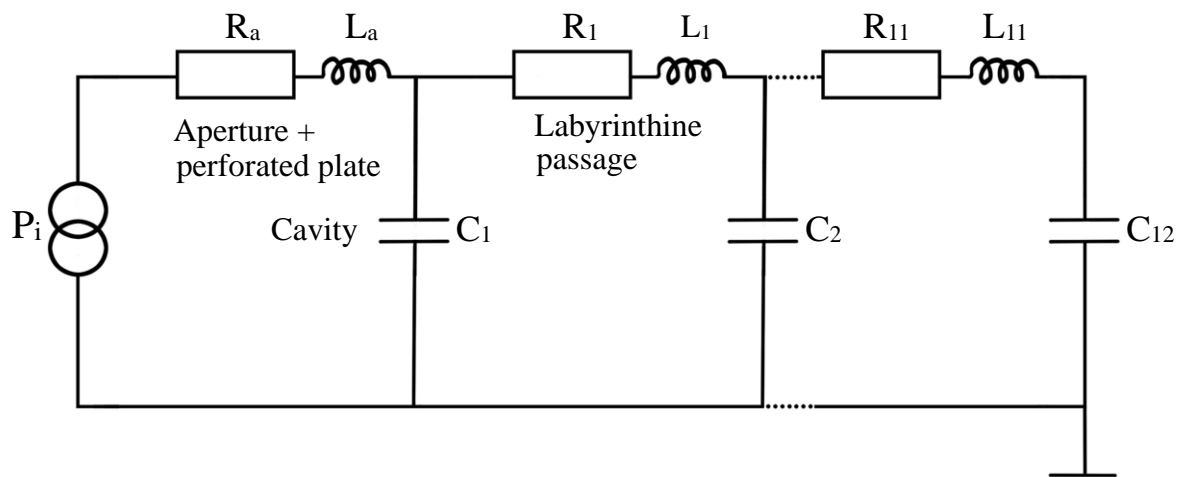 Rₐ
Lₐ
R₁
L₁
R₁₁
L₁₁
Aperture +
perforated plate
Labyrinthine
passage
Pᵢ
Cavity
C₁
C₂
C₁₂